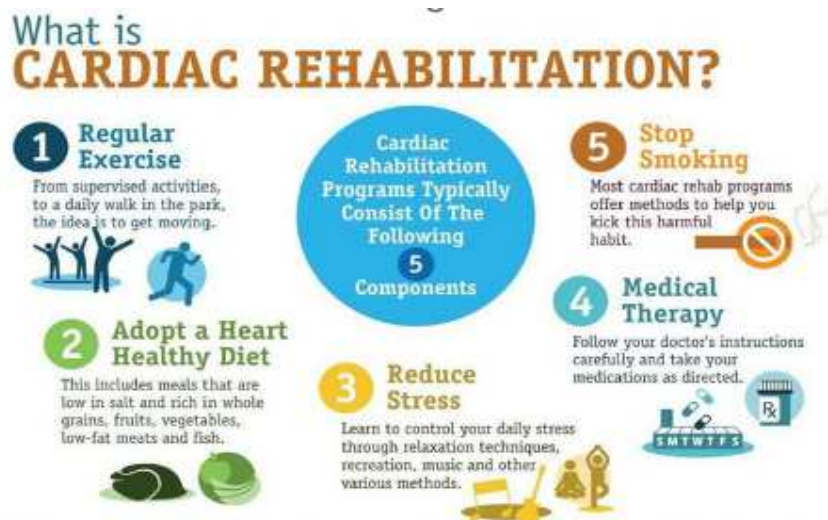 What is
CARDIAC REHABILITATION?
Cardiac
Rehabilitation
Programs Typically
Consist Of The
Following
5
Components
1
Regular
Exercise
From supervised activities,
to a daily walk in the park,
the idea is to get moving.
2
Adopt a Heart
Healthy Diet
This includes meals that are
low in salt and rich in whole
grains, fruits, vegetables,
low-fat meats and fish.
3
Reduce
Stress
Learn to control your daily stress
through relaxation techniques,
recreation, music and other
various methods.
4
Medical
Therapy
Follow your doctor's instructions
carefully and take your
medications as directed.
Rx
S M T W T F S
5
Stop
Smoking
Most cardiac rehab programs
offer methods to help you
kick this harmful
habit.